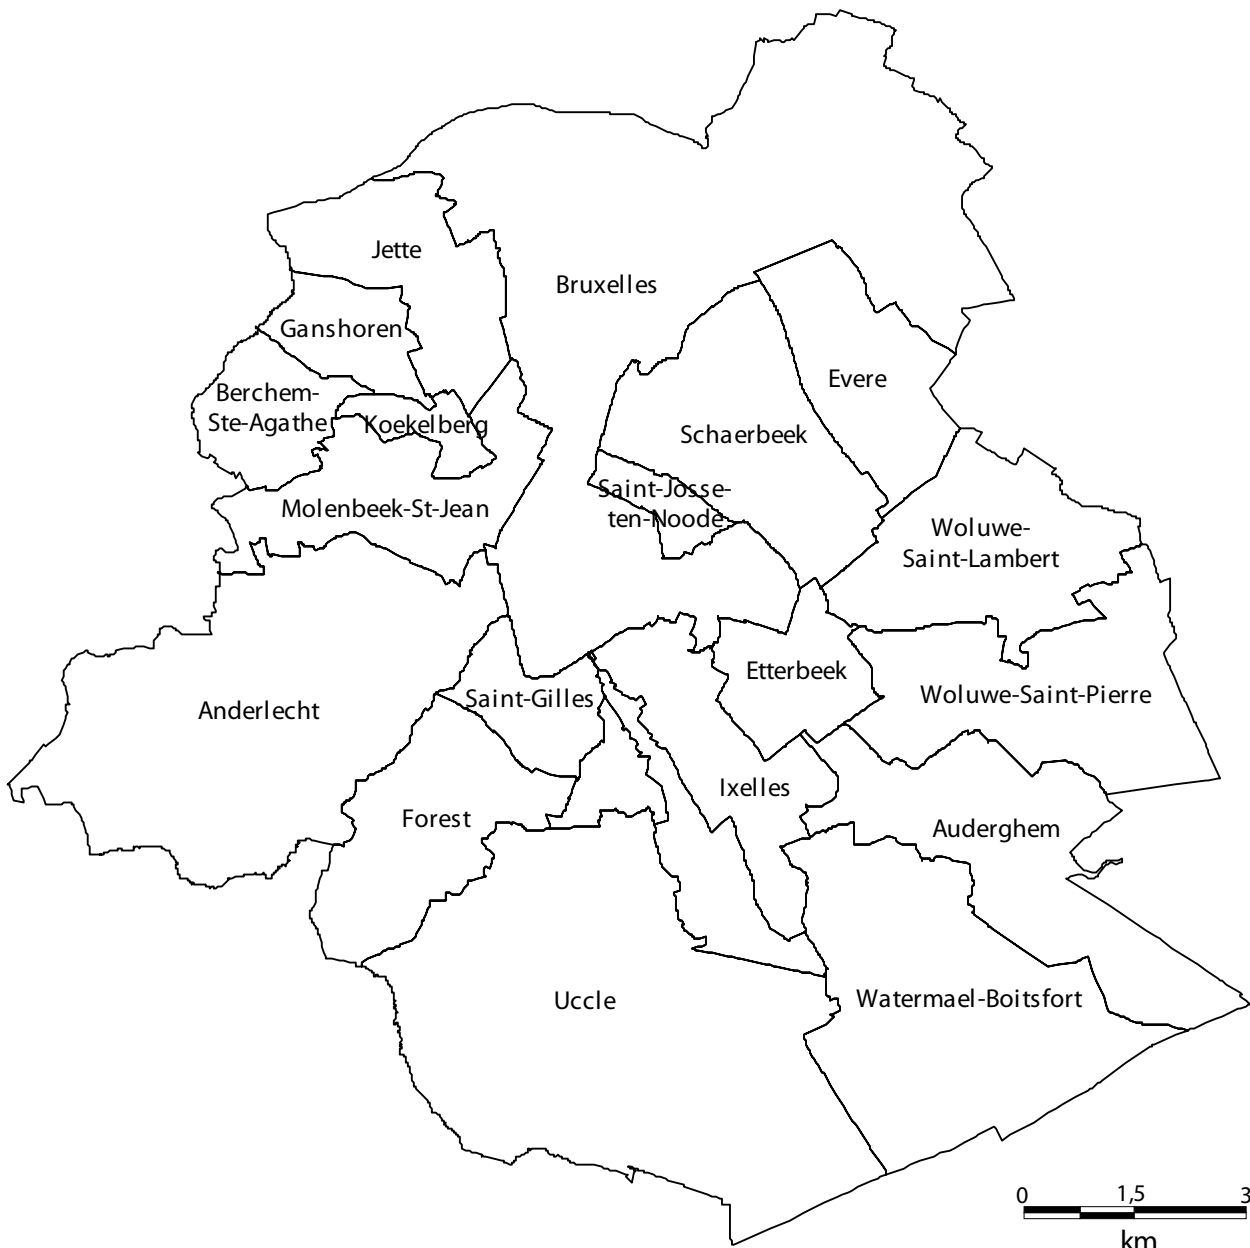 Jette
Bruxelles
Ganshoren
Evere
Berchem-
Ste-Agathe
Koekelberg
Schaerbeek
Saint-Josse-
ten-Noode
Molenbeek-St-Jean
Woluwe-
Saint-Lambert
Etterbeek
Saint-Gilles
Woluwe-Saint-Pierre
Anderlecht
Ixelles
Forest
Auderghem
Uccle
Watermael-Boitsfort
0 1,5 3
km